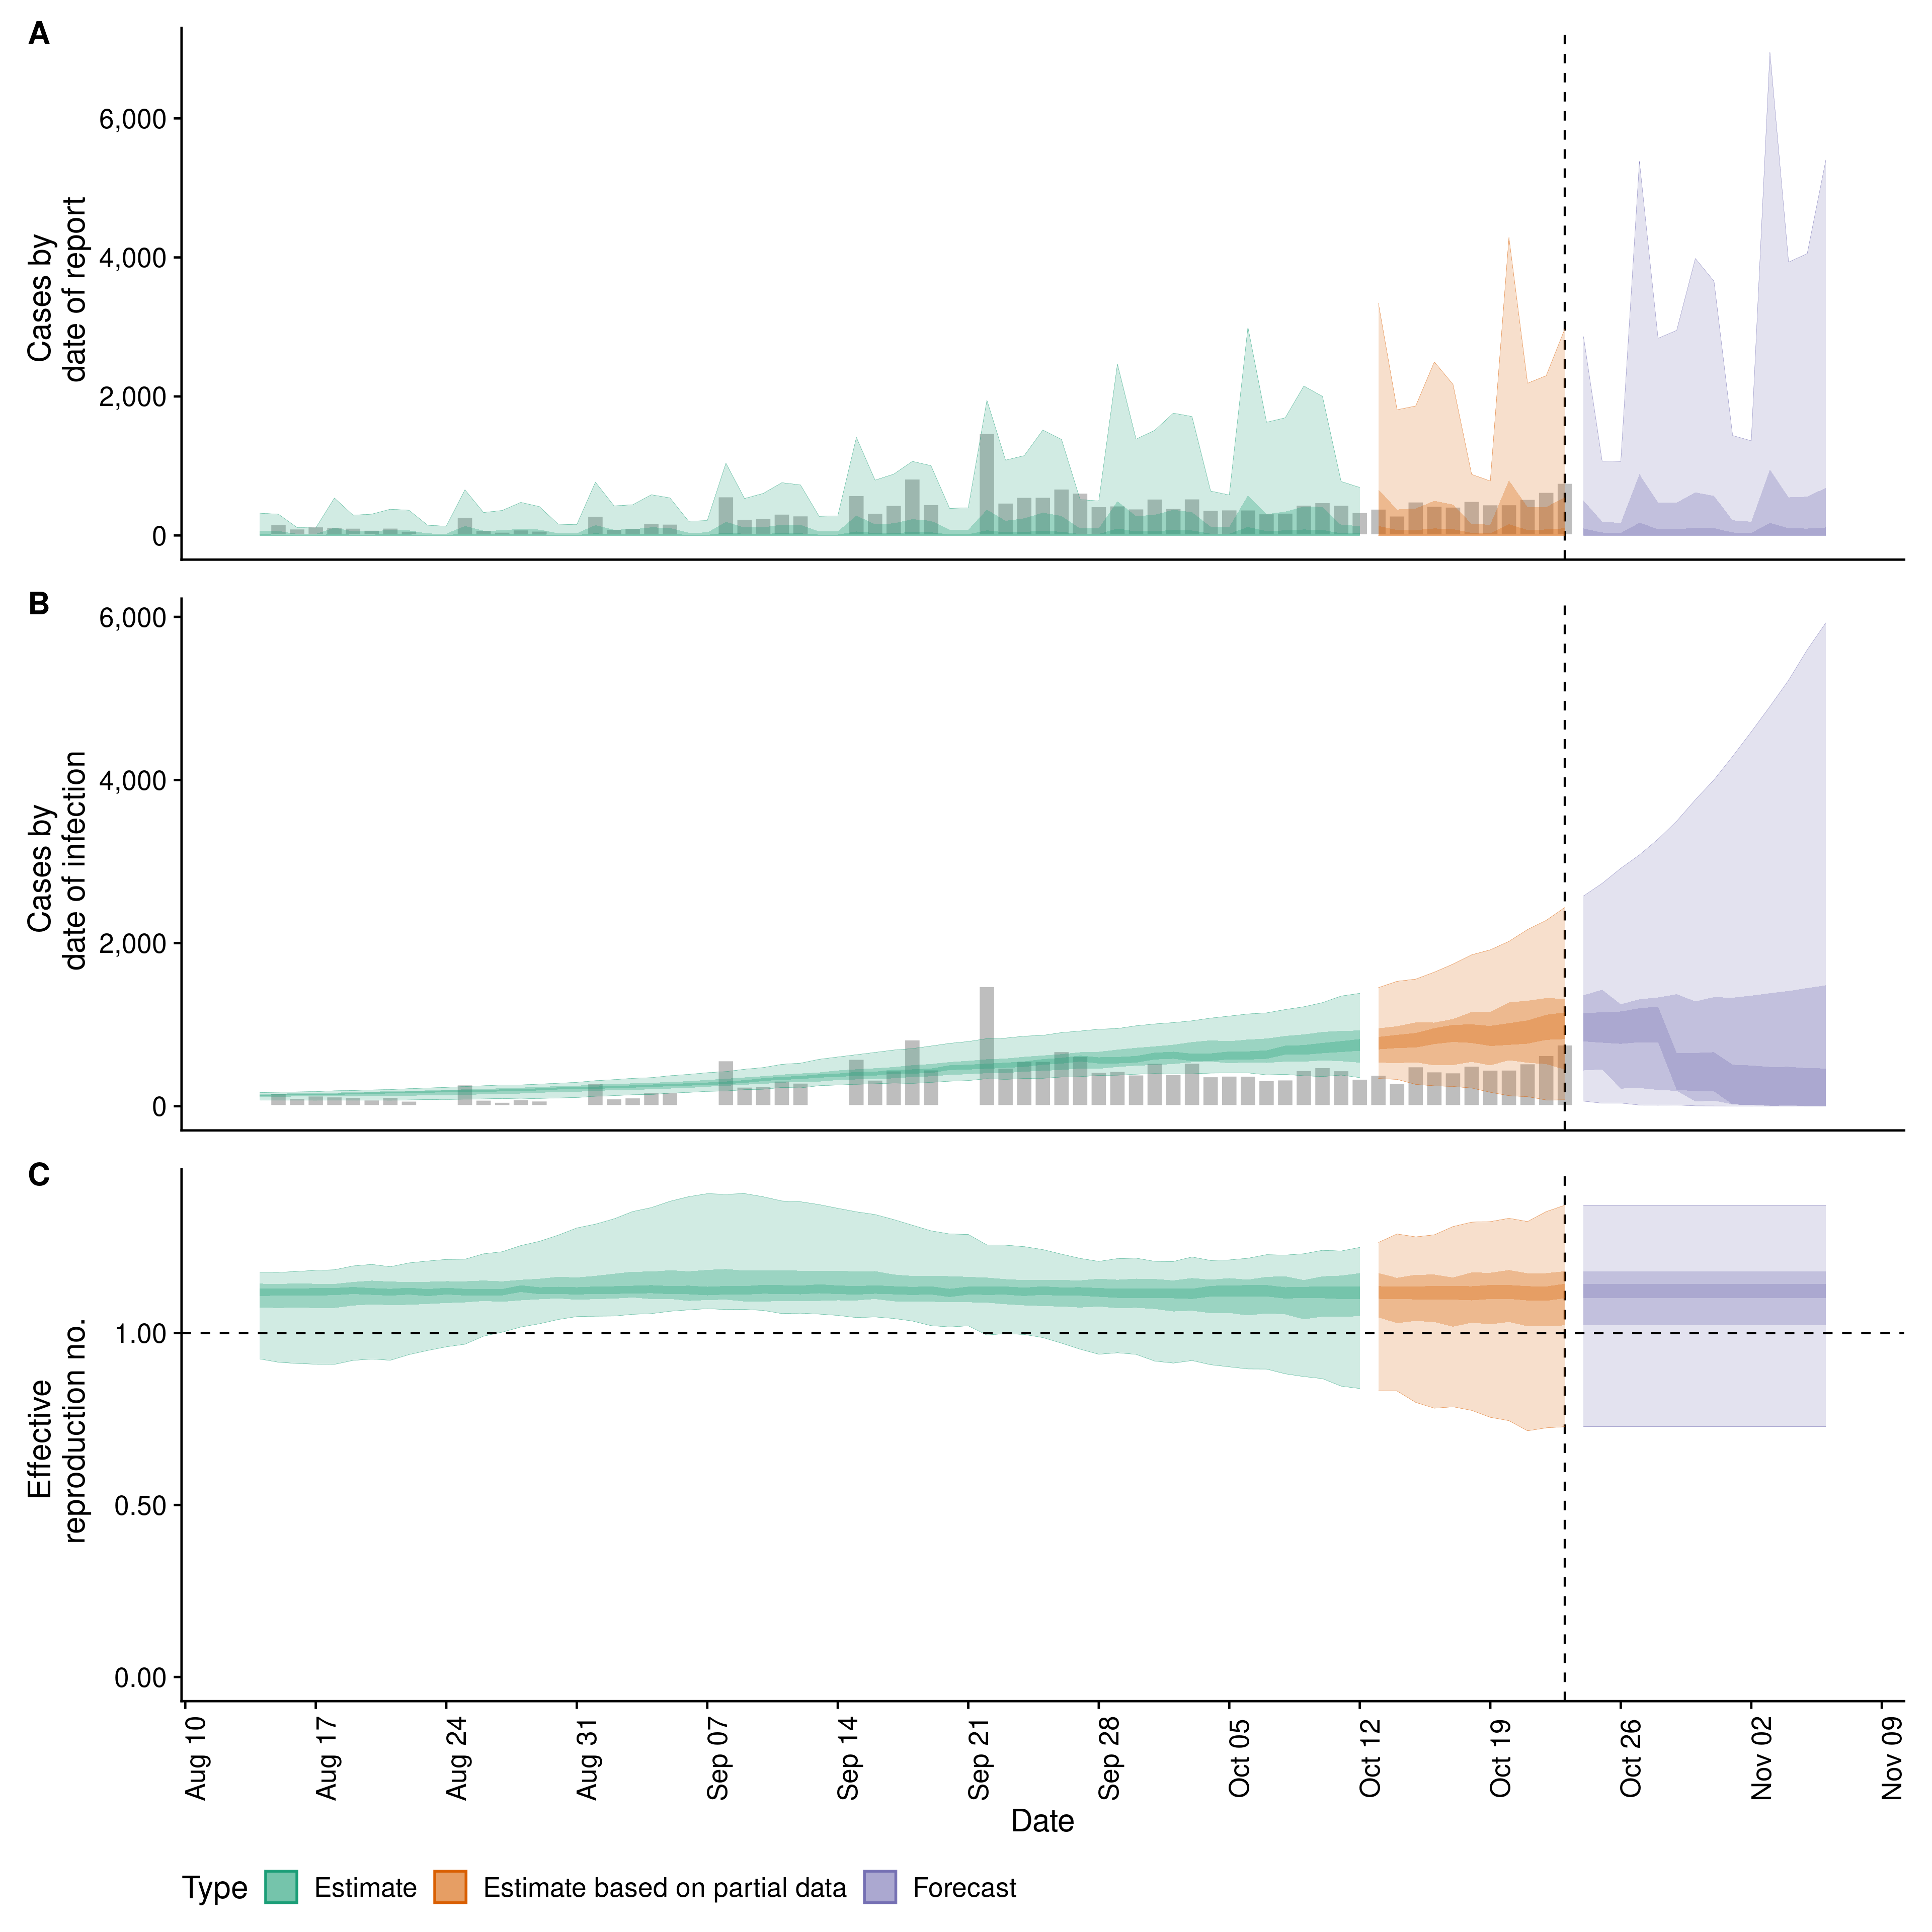 A
Cases by
date of report
6,000
4,000
2,000
0
B
Cases by
date of infection
6,000
4,000
2,000
0
C
Effective
reproduction no.
1.00
0.50
0.00
Aug 10
Aug 17
Aug 24
Aug 31
Sep 07
Sep 14
Sep 21
Sep 28
Oct 05
Oct 12
Oct 19
Oct 26
Nov 02
Nov 09
Date
Type Estimate Estimate based on partial data Forecast